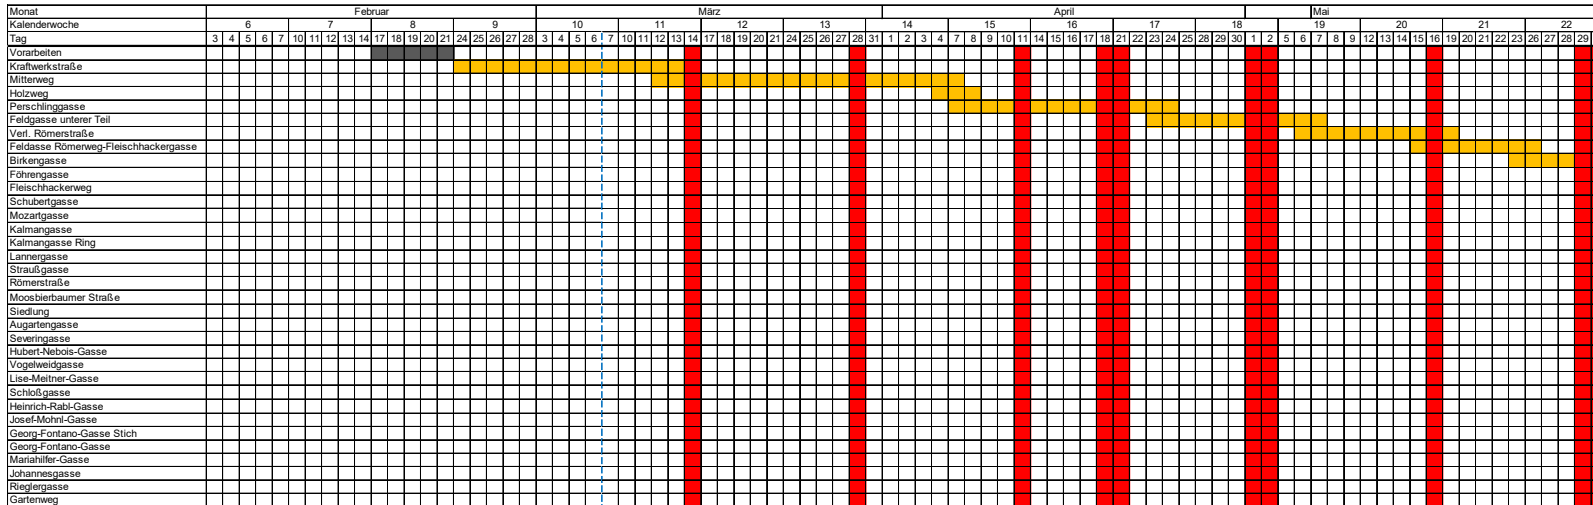 Monat Februar März April Mai
Kalenderwoche 6 7 8 9 10 11 12 13 14 15 16 17 18 19 20 21 22
Tag 3 4 5 6 7 10 11 12 13 14 17 18 19 20 21 24 25 26 27 28 3 4 5 6 7 10 11 12 13 14 17 18 19 20 21 24 25 26 27 28 31 1 2 3 4 7 8 9 10 11 14 15 16 17 18 21 22 23 24 25 28 29 30 1 2 5 6 7 8 9 12 13 14 15 16 19 20 21 22 23 26 27 28 29
Vorarbeiten
Kraftwerkstraße
Mitterweg
Holzweg
Perschlinggasse
Feldgasse unterer Teil
Verl. Römerstraße
Feldasse Römerweg-Fleischhackergasse
Birkengasse
Föhrengasse
Fleischhackerweg
Schubertgasse
Mozartgasse
Kalmangasse
Kalmangasse Ring
Lannergasse
Straußgasse
Römerstraße
Moosbierbaumer Straße
Siedlung
Augartengasse
Severingasse
Hubert-Nebois-Gasse
Vogelweidgasse
Lise-Meitner-Gasse
Schloßgasse
Heinrich-Rabl-Gasse
Josef-Mohnl-Gasse
Georg-Fontano-Gasse Stich
Georg-Fontano-Gasse
Mariahilfer-Gasse
Johannesgasse
Rieglergasse
Gartenweg